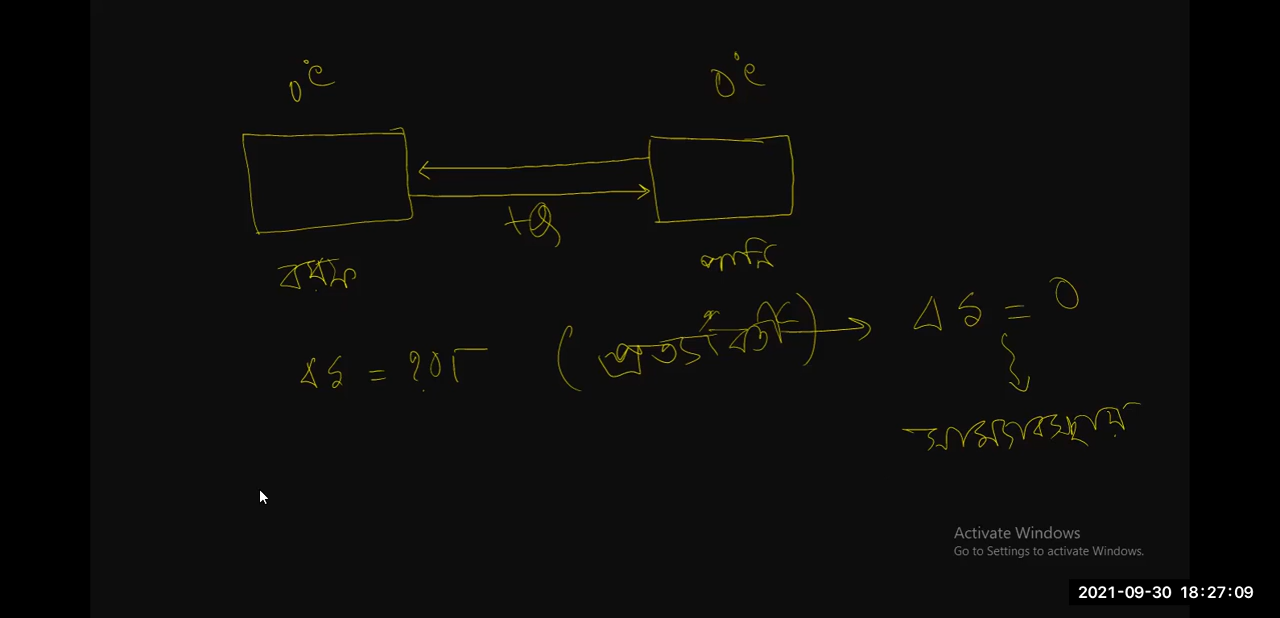 0°C 0°C
+Q
বরফ পানি
ΔS = 0
ΔS = ?
সাম্যাবস্থায়
Activate Windows
Go to Settings to activate Windows.
2021-09-30 18:27:09